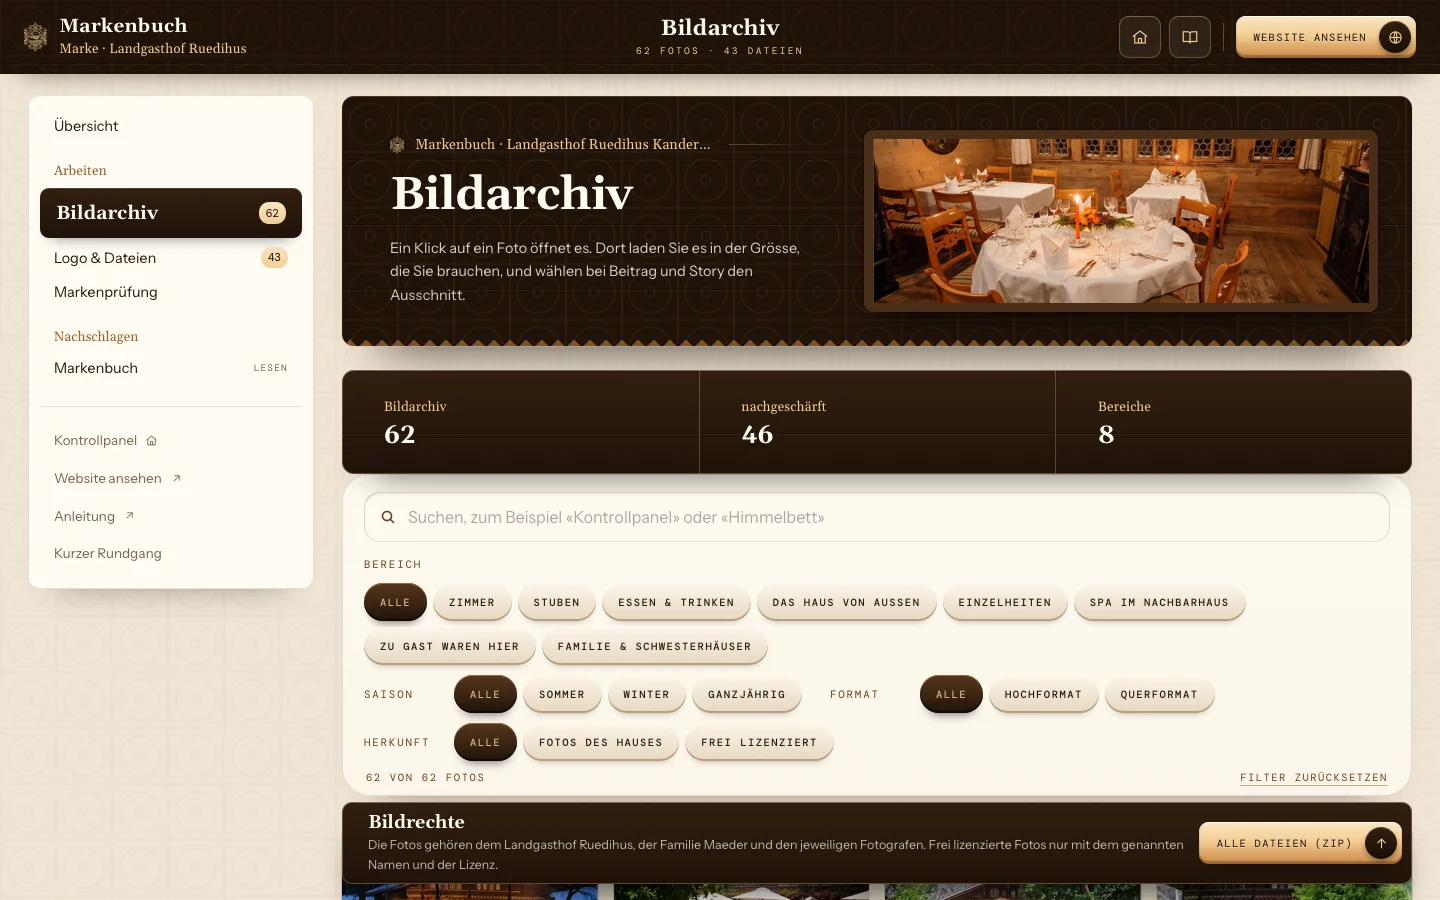 Markenbuch
Marke · Landgasthof Ruedihus
Bildarchiv
62 FOTOS · 43 DATEIEN
WEBSITE ANSEHEN
Übersicht
Arbeiten
Bildarchiv 62
Logo & Dateien 43
Markenprüfung
Nachschlagen
Markenbuch LESEN
Kontrollpanel
Website ansehen
Anleitung
Kurzer Rundgang
Markenbuch · Landgasthof Ruedihus Kander...
Bildarchiv
Ein Klick auf ein Foto öffnet es. Dort laden Sie es in der Grösse,
die Sie brauchen, und wählen bei Beitrag und Story den
Ausschnitt.
Bildarchiv
62
nachgeschärft
46
Bereiche
8
Suchen, zum Beispiel «Kontrollpanel» oder «Himmelbett»
BEREICH
ALLE ZIMMER STUBEN ESSEN & TRINKEN DAS HAUS VON AUSSEN EINZELHEITEN SPA IM NACHBARHAUS
ZU GAST WAREN HIER FAMILIE & SCHWESTERHÄUSER
SAISON ALLE SOMMER WINTER GANZJÄHRIG FORMAT ALLE HOCHFORMAT QUERFORMAT
HERKUNFT ALLE FOTOS DES HAUSES FREI LIZENZIERT
62 VON 62 FOTOS FILTER ZURÜCKSETZEN
Bildrechte
Die Fotos gehören dem Landgasthof Ruedihus, der Familie Maeder und den jeweiligen Fotografen. Frei lizenzierte Fotos nur mit dem genannten
Namen und der Lizenz.
ALLE DATEIEN (ZIP)